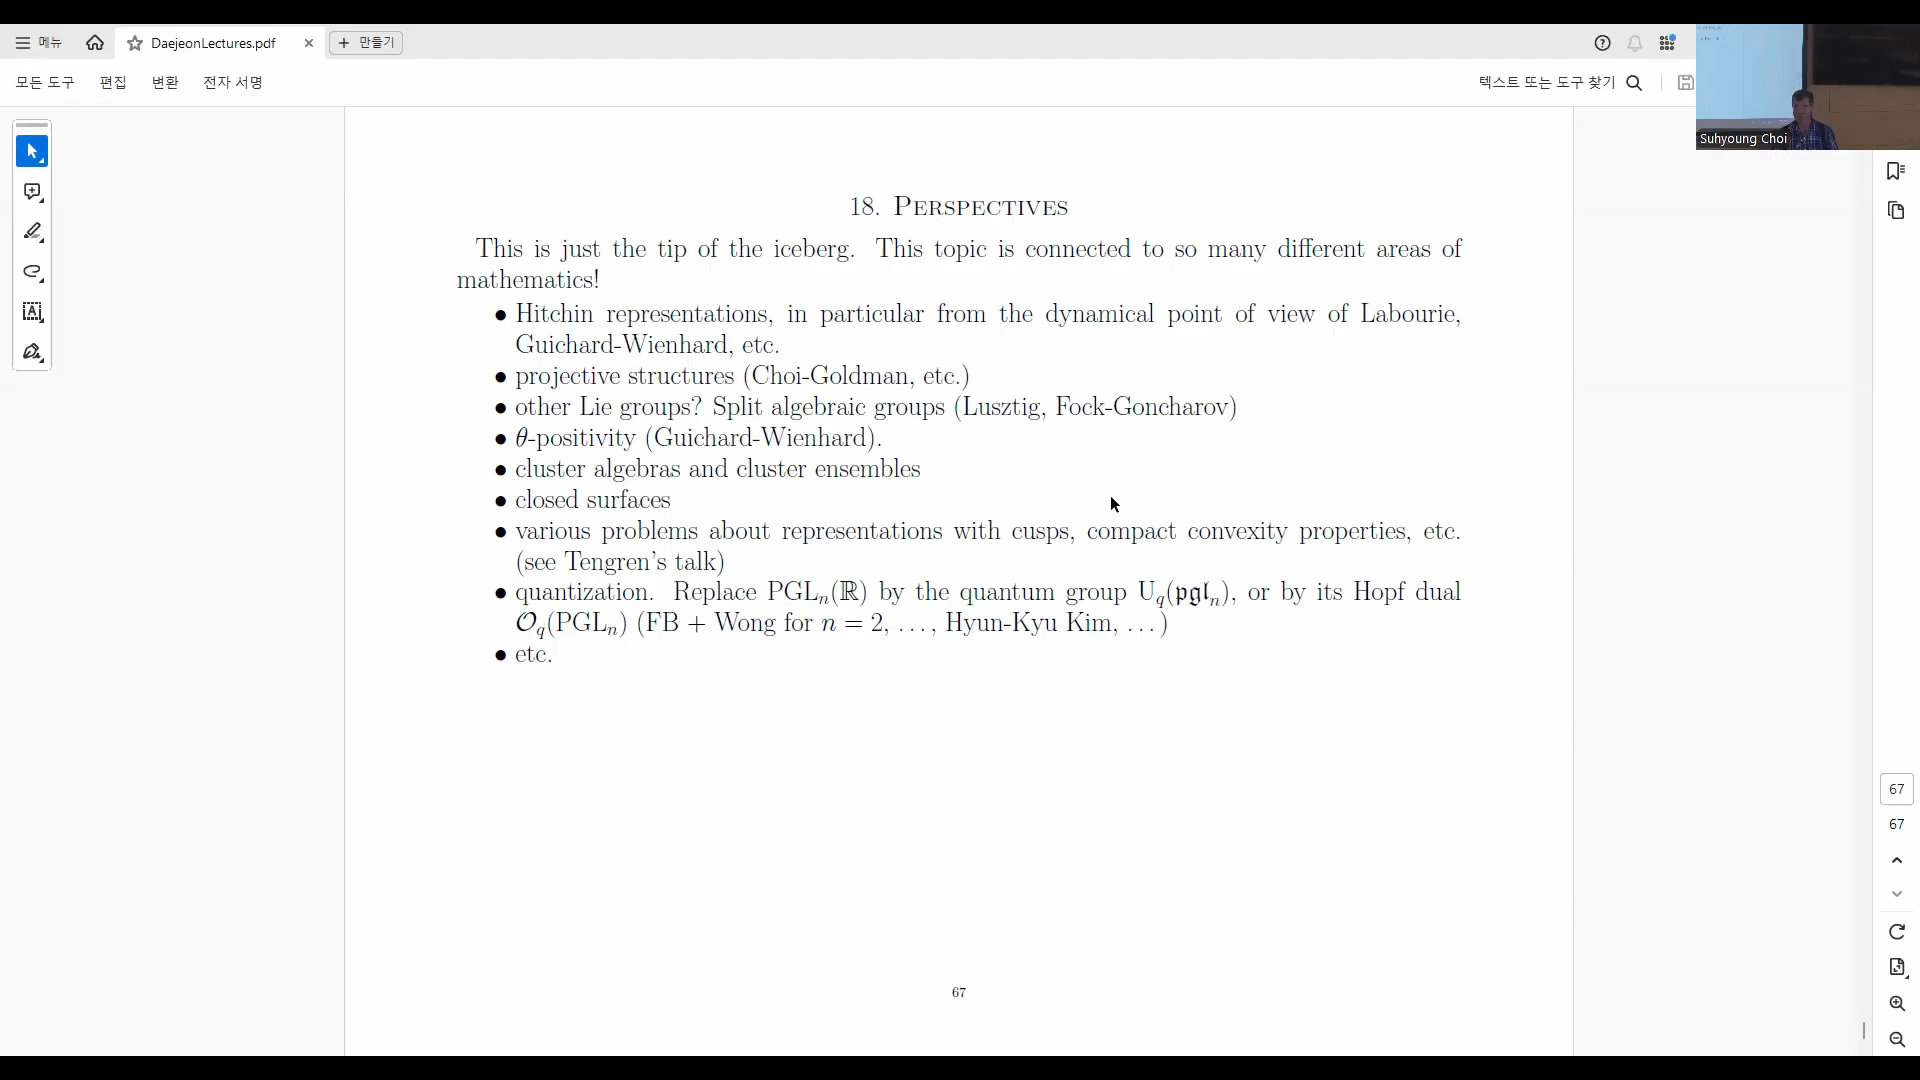 메뉴
DaejeonLectures.pdf
만들기
모든 도구 편집 변환 전자 서명
텍스트 또는 도구 찾기
Suhyoung Choi
18. PERSPECTIVES
This is just the tip of the iceberg. This topic is connected to so many different areas of
mathematics!
• Hitchin representations, in particular from the dynamical point of view of Labourie,
Guichard-Wienhard, etc.
• projective structures (Choi-Goldman, etc.)
• other Lie groups? Split algebraic groups (Lusztig, Fock-Goncharov)
• θ-positivity (Guichard-Wienhard).
• cluster algebras and cluster ensembles
• closed surfaces
• various problems about representations with cusps, compact convexity properties, etc.
(see Tengren's talk)
• quantization. Replace PGLₙ(ℝ) by the quantum group U_q(𝔭𝔤𝔩ₙ), or by its Hopf dual
𝒪_q(PGLₙ) (FB + Wong for n = 2, ..., Hyun-Kyu Kim, ...)
• etc.
67
67
67